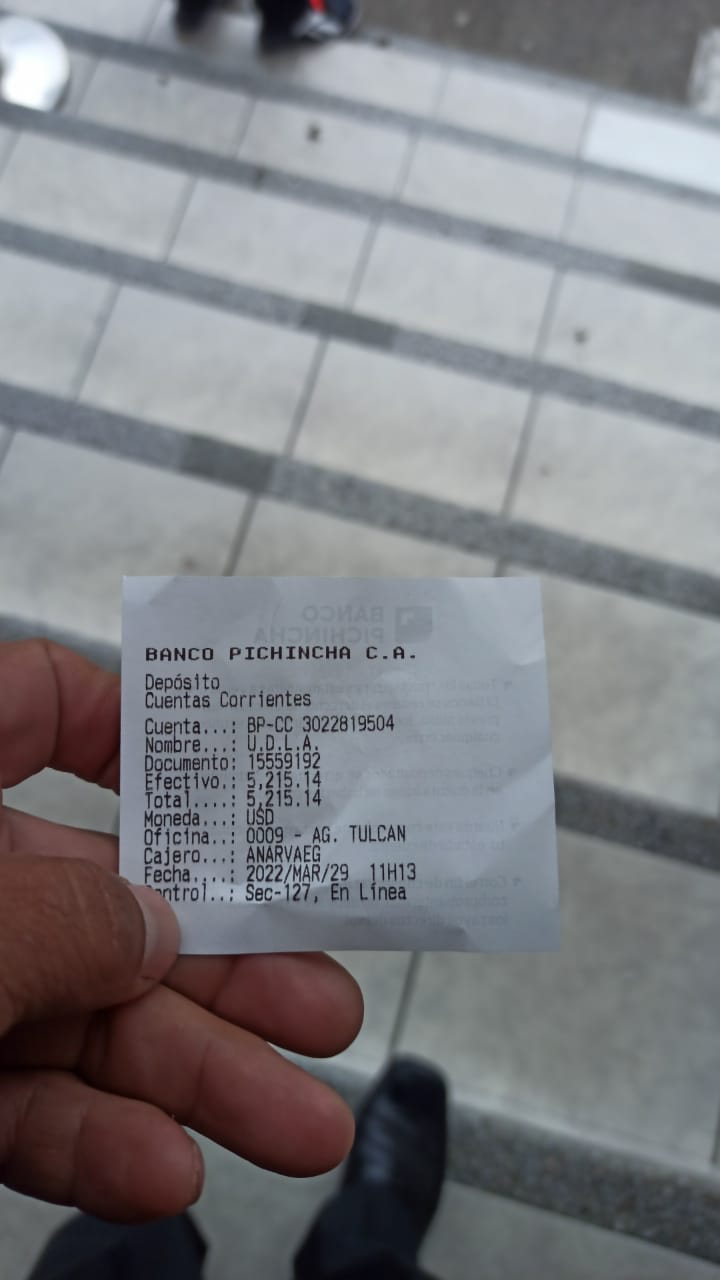 BANCO PICHINCHA C.A.
Depósito
Cuentas Corrientes
Cuenta...: BP-CC 3022819504
Nombre...: U.D.L.A.
Documento: 15559192
Efectivo.: 5,215.14
Total....: 5,215.14
Moneda...: USD
Oficina..: 0009 - AG. TULCAN
Cajero...: ANARVAEG
Fecha....: 2022/MAR/29 11H13
Control..: Sec-127, En Línea
BANCO
PICHINCHA